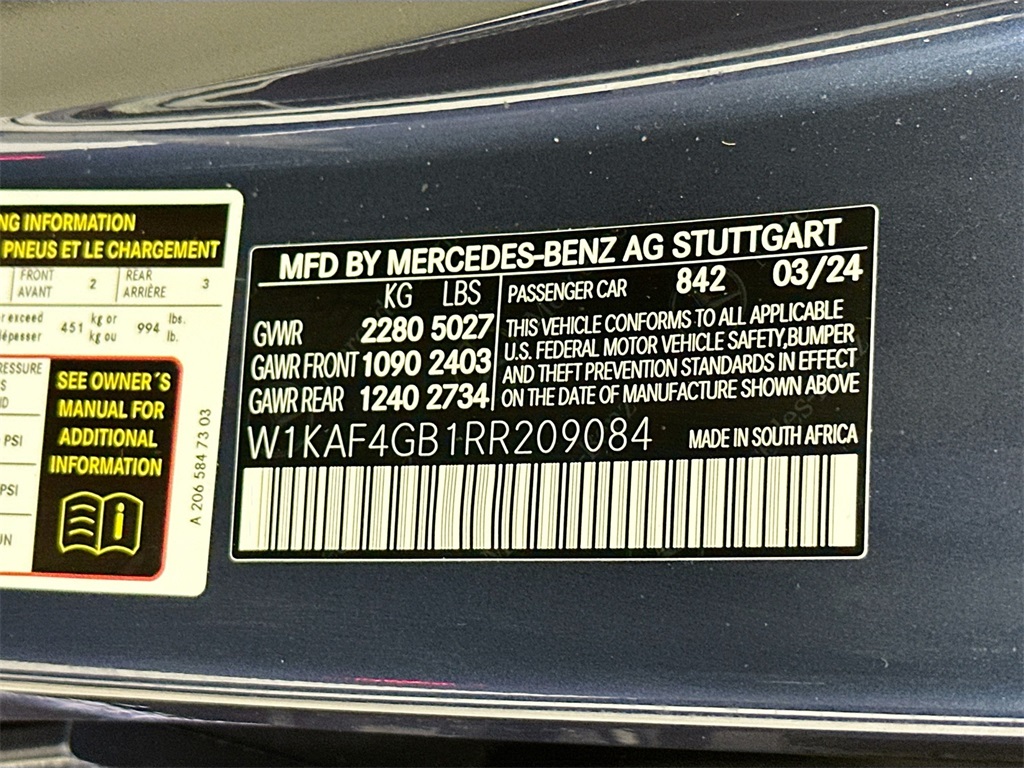 NG INFORMATION
PNEUS ET LE CHARGEMENT
FRONT
AVANT
2
REAR
ARRIÈRE
3
r exceed
dépasser
451
kg or
kg ou
994
lbs.
lb.
RESSURE
PSI
PSI
SEE OWNER´S
MANUAL FOR
ADDITIONAL
INFORMATION
A 206 584 73 03
MFD BY MERCEDES-BENZ AG STUTTGART
KG LBS
GVWR 2280 5027
GAWR FRONT 1090 2403
GAWR REAR 1240 2734
PASSENGER CAR 842 03/24
THIS VEHICLE CONFORMS TO ALL APPLICABLE
U.S. FEDERAL MOTOR VEHICLE SAFETY,BUMPER
AND THEFT PREVENTION STANDARDS IN EFFECT
ON THE DATE OF MANUFACTURE SHOWN ABOVE
W1KAF4GB1RR209084 MADE IN SOUTH AFRICA